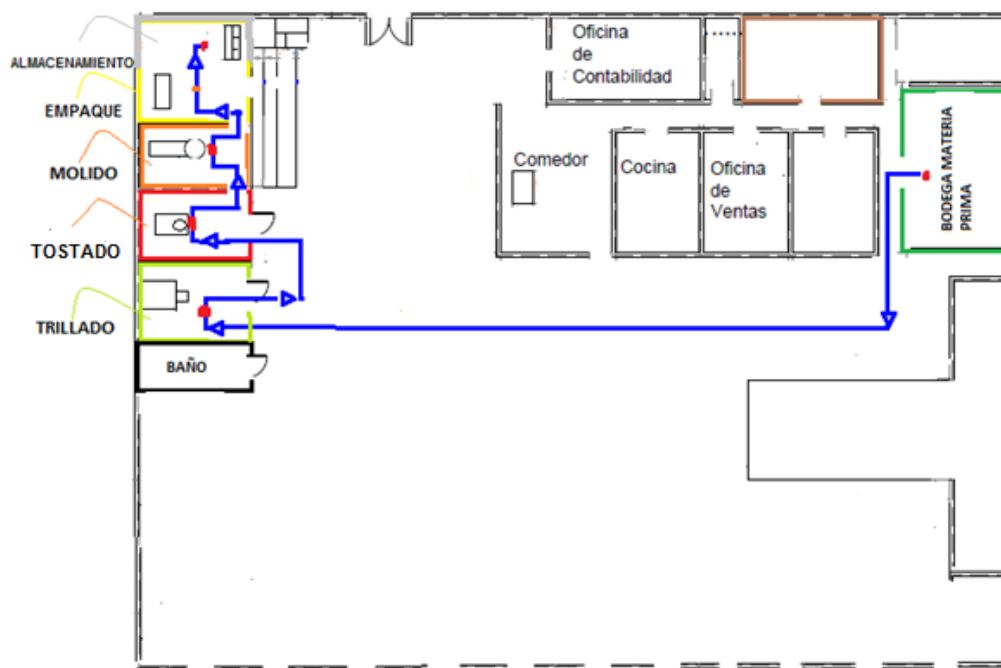 ALMACENAMIENTO
EMPAQUE
MOLIDO
TOSTADO
TRILLADO
BAÑO
Oficina
de
Contabilidad
Comedor
Cocina
Oficina
de
Ventas
BODEGA MATERIA
PRIMA